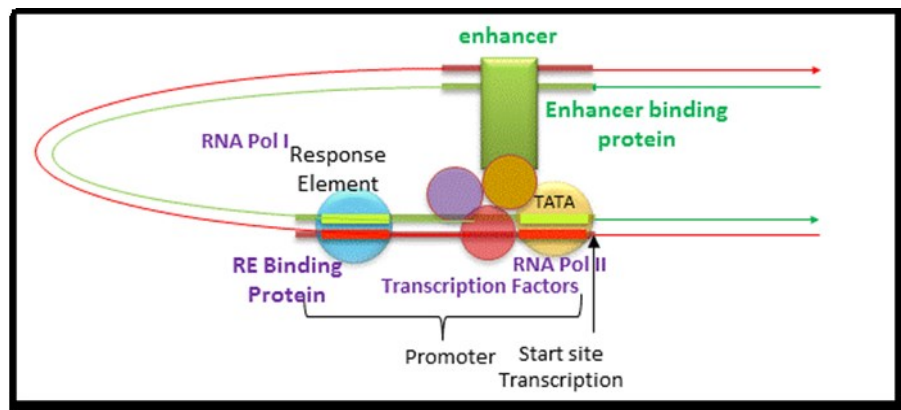 enhancer
Enhancer binding
protein
RNA Pol I
Response
Element
TATA
RE Binding
Protein
RNA Pol II
Transcription Factors
Promoter
Start site
Transcription